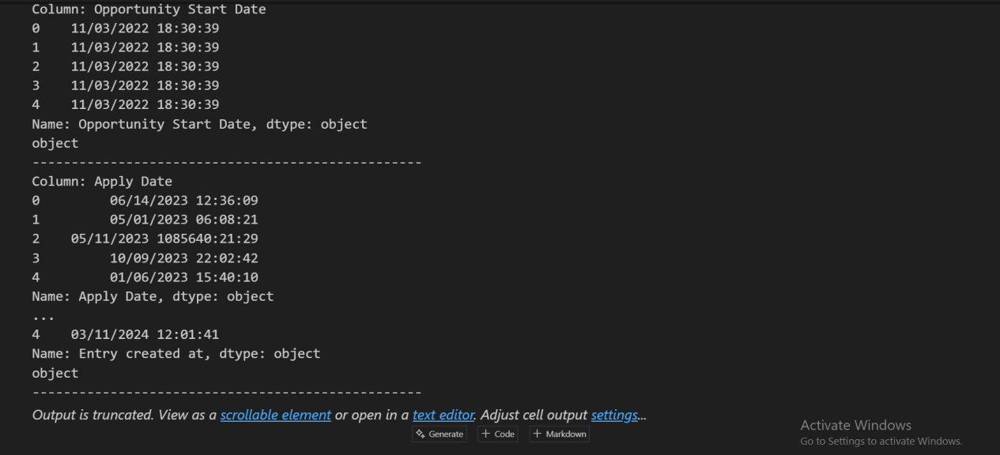 Column: Opportunity Start Date
0    11/03/2022 18:30:39
1    11/03/2022 18:30:39
2    11/03/2022 18:30:39
3    11/03/2022 18:30:39
4    11/03/2022 18:30:39
Name: Opportunity Start Date, dtype: object
object
--------------------------------------------------
Column: Apply Date
0         06/14/2023 12:36:09
1         05/01/2023 06:08:21
2    05/11/2023 1085640:21:29
3         10/09/2023 22:02:42
4         01/06/2023 15:40:10
Name: Apply Date, dtype: object
...
4    03/11/2024 12:01:41
Name: Entry created at, dtype: object
object
--------------------------------------------------
Output is truncated. View as a scrollable element or open in a text editor. Adjust cell output settings...
Generate + Code + Markdown
Activate Windows
Go to Settings to activate Windows.